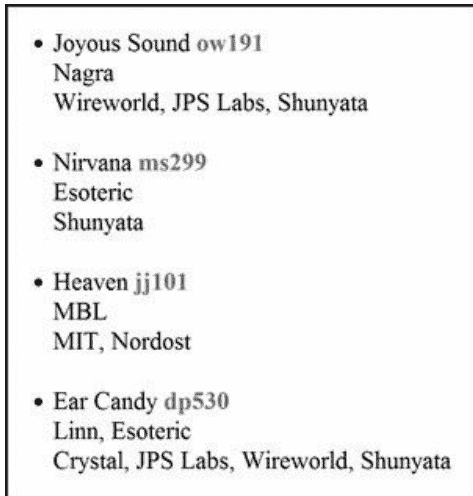 • Joyous Sound ow191
Nagra
Wireworld, JPS Labs, Shunyata
• Nirvana ms299
Esoteric
Shunyata
• Heaven jj101
MBL
MIT, Nordost
• Ear Candy dp530
Linn, Esoteric
Crystal, JPS Labs, Wireworld, Shunyata